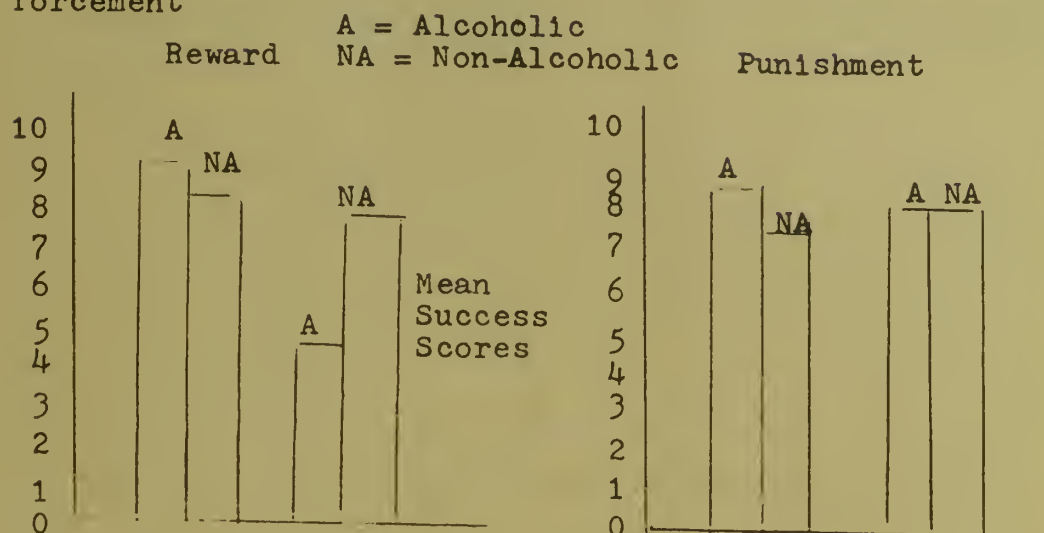 forcement
A = Alcoholic
NA = Non-Alcoholic
Reward
Punishment
10
9
8
7
6
5
4
3
2
1
0
A
NA
A
NA
Mean
Success
Scores
10
9
8
7
6
5
4
3
2
1
0
A
NA
A NA